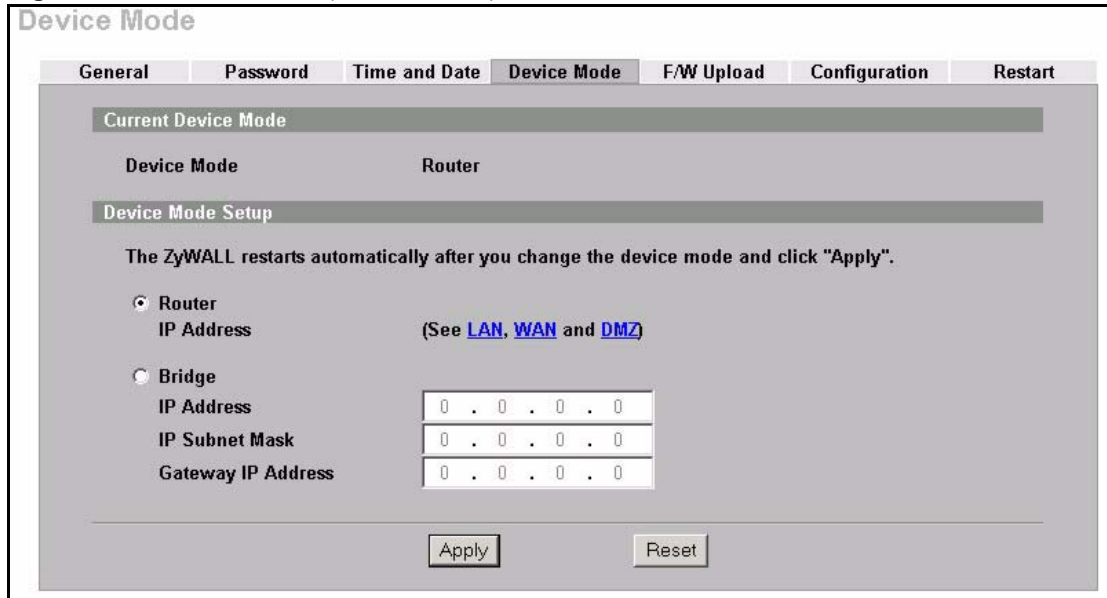 Device Mode
General Password Time and Date Device Mode F/W Upload Configuration Restart
Current Device Mode
Device Mode Router
Device Mode Setup
The ZyWALL restarts automatically after you change the device mode and click "Apply".
Router
IP Address (See LAN, WAN and DMZ)
Bridge
IP Address 0 . 0 . 0 . 0
IP Subnet Mask 0 . 0 . 0 . 0
Gateway IP Address 0 . 0 . 0 . 0
Apply Reset